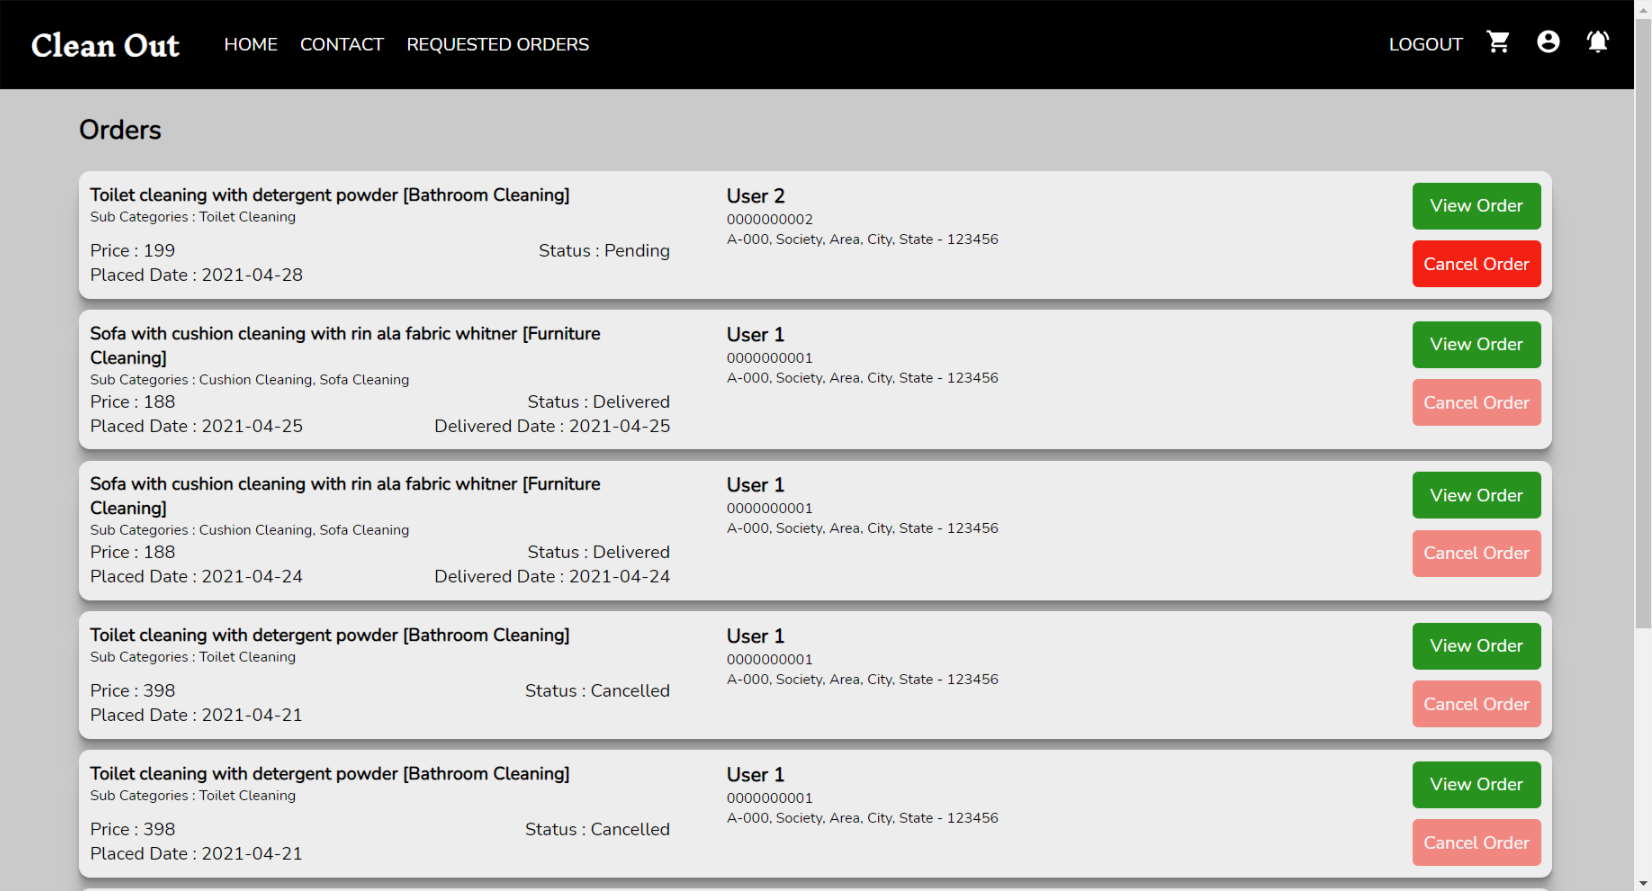 Clean Out HOME CONTACT REQUESTED ORDERS LOGOUT
Orders
Toilet cleaning with detergent powder [Bathroom Cleaning]
Sub Categories : Toilet Cleaning
Price : 199 Status : Pending
Placed Date : 2021-04-28
User 2
0000000002
A-000, Society, Area, City, State - 123456
View Order
Cancel Order
Sofa with cushion cleaning with rin ala fabric whitner [Furniture
Cleaning]
Sub Categories : Cushion Cleaning, Sofa Cleaning
Price : 188 Status : Delivered
Placed Date : 2021-04-25 Delivered Date : 2021-04-25
User 1
0000000001
A-000, Society, Area, City, State - 123456
View Order
Cancel Order
Sofa with cushion cleaning with rin ala fabric whitner [Furniture
Cleaning]
Sub Categories : Cushion Cleaning, Sofa Cleaning
Price : 188 Status : Delivered
Placed Date : 2021-04-24 Delivered Date : 2021-04-24
User 1
0000000001
A-000, Society, Area, City, State - 123456
View Order
Cancel Order
Toilet cleaning with detergent powder [Bathroom Cleaning]
Sub Categories : Toilet Cleaning
Price : 398 Status : Cancelled
Placed Date : 2021-04-21
User 1
0000000001
A-000, Society, Area, City, State - 123456
View Order
Cancel Order
Toilet cleaning with detergent powder [Bathroom Cleaning]
Sub Categories : Toilet Cleaning
Price : 398 Status : Cancelled
Placed Date : 2021-04-21
User 1
0000000001
A-000, Society, Area, City, State - 123456
View Order
Cancel Order